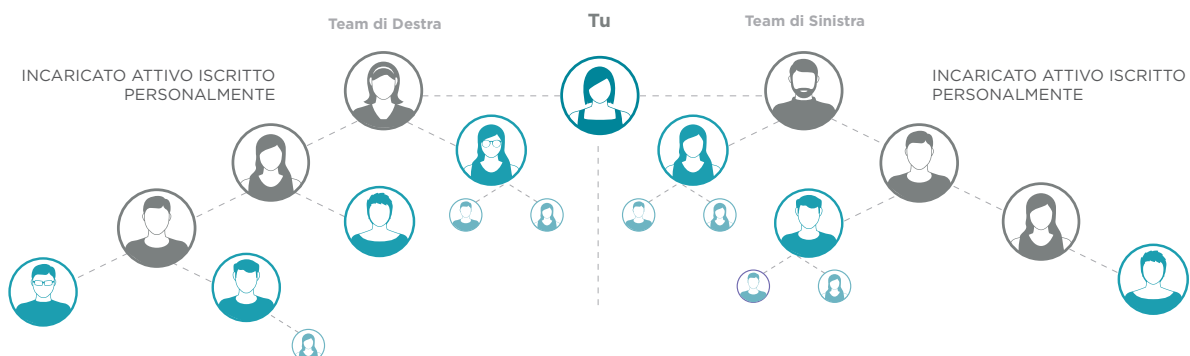 Team di Destra
Tu
Team di Sinistra
INCARICATO ATTIVO ISCRITTO
PERSONALMENTE
INCARICATO ATTIVO ISCRITTO
PERSONALMENTE